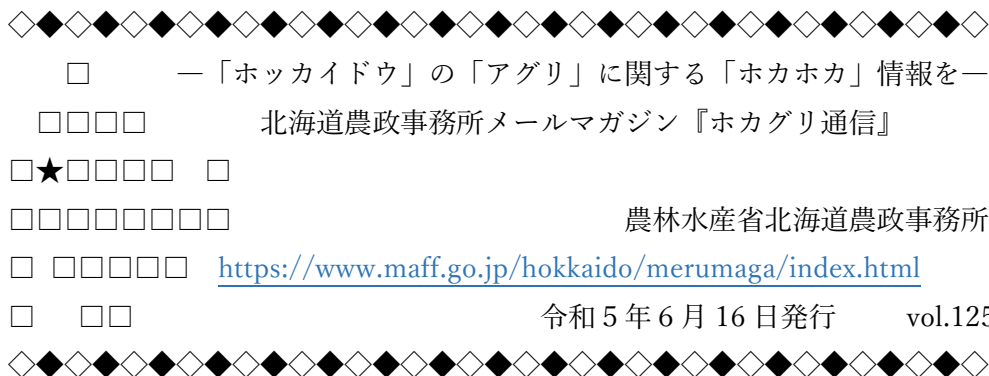 ◇◆◇◆◇◆◇◆◇◆◇◆◇◆◇◆◇◆◇◆◇◆◇◆◇◆◇◆◇◆◇◆◇◆◇
□　　　―「ホッカイドウ」の「アグリ」に関する「ホカホカ」情報を―
□□□□　　　　北海道農政事務所メールマガジン『ホカグリ通信』
□★□□□□　□
□□□□□□□□　　　　　　　　　　　　　　農林水産省北海道農政事務所
□ □□□□□　https://www.maff.go.jp/hokkaido/merumaga/index.html
□　□□　　　　　　　　　　　　　令和５年６月 16 日発行　　vol.125
◇◆◇◆◇◆◇◆◇◆◇◆◇◆◇◆◇◆◇◆◇◆◇◆◇◆◇◆◇◆◇◆◇◆◇